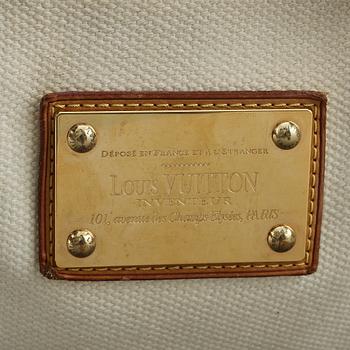 DÉPOSÉ EN FRANCE ET À L'ÉTRANGER
LOUIS VUITTON
INVENTEUR
101, avenue des Champs Elysées, PARIS